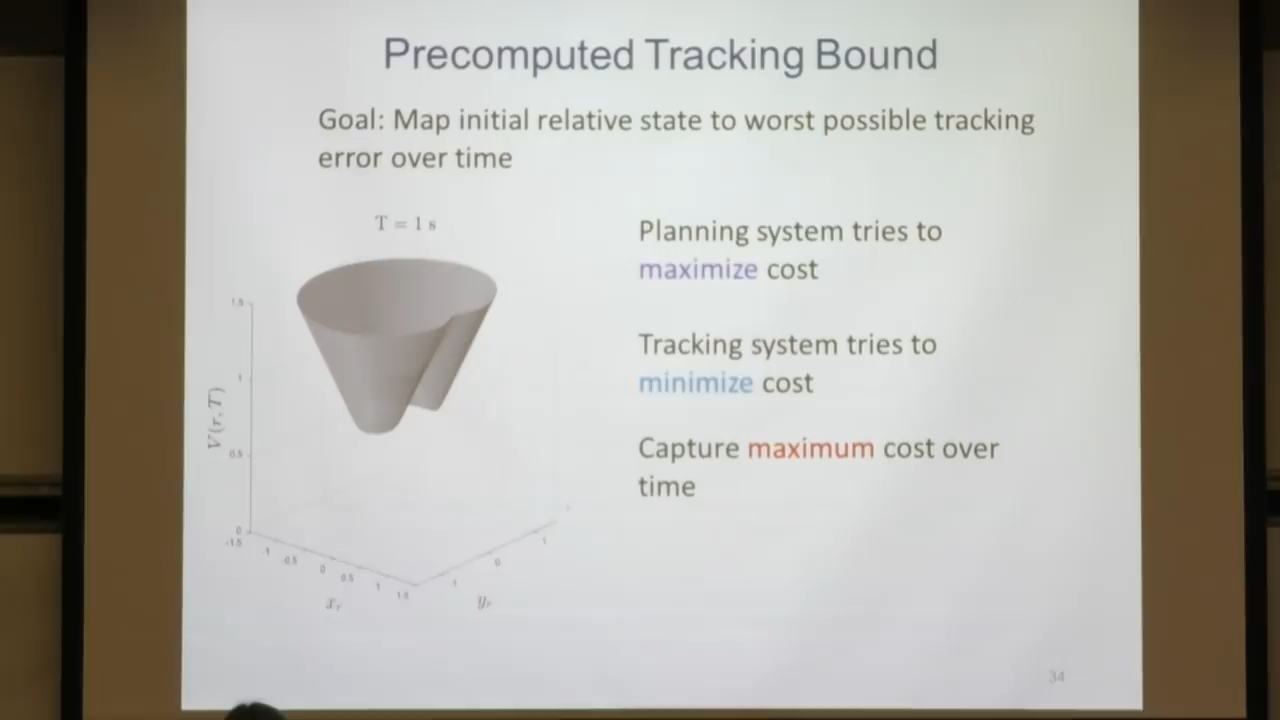 Precomputed Tracking Bound
Goal: Map initial relative state to worst possible tracking
error over time
T = 1 s
Planning system tries to
maximize cost
Tracking system tries to
minimize cost
Capture maximum cost over
time
V(r,T)
1.5
1
0.5
0
-1.5
-1
-0.5
0
0.5
1
1.5
x_r
-1
0
1
y_r
34